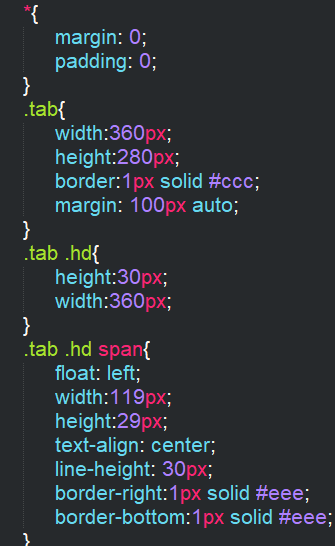 *{
margin: 0;
padding: 0;
}
.tab{
width:360px;
height:280px;
border:1px solid #ccc;
margin: 100px auto;
}
.tab .hd{
height:30px;
width:360px;
}
.tab .hd span{
float: left;
width:119px;
height:29px;
text-align: center;
line-height: 30px;
border-right:1px solid #eee;
border-bottom:1px solid #eee;
}